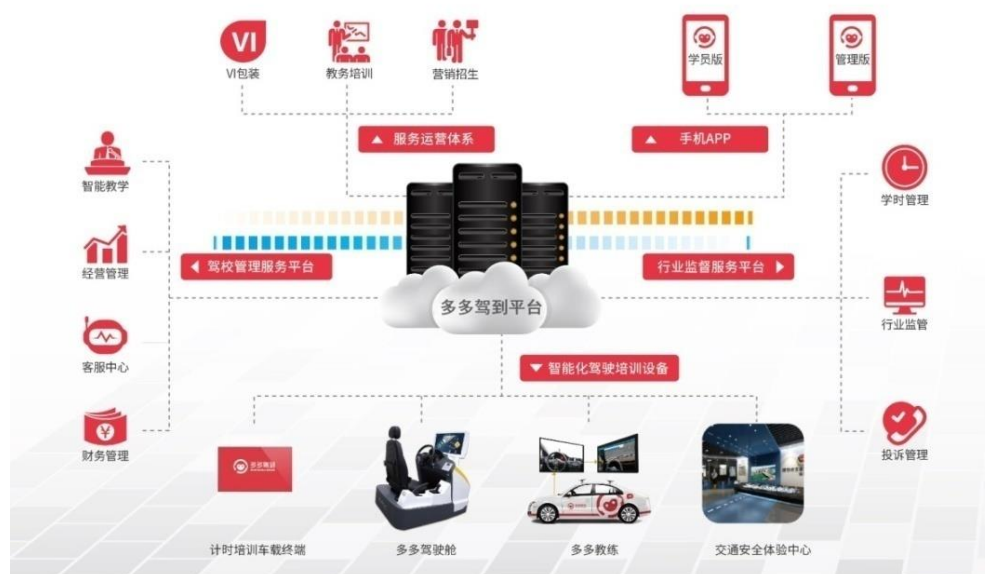 VI
VI包装
教务培训
营销招生
学员版
管理版
服务运营体系
手机APP
智能教学
经营管理
客服中心
财务管理
驾校管理服务平台
行业监督服务平台
多多驾到平台
学时管理
行业监管
投诉管理
智能化驾驶培训设备
计时培训车载终端
多多驾驶舱
多多教练
交通安全体验中心